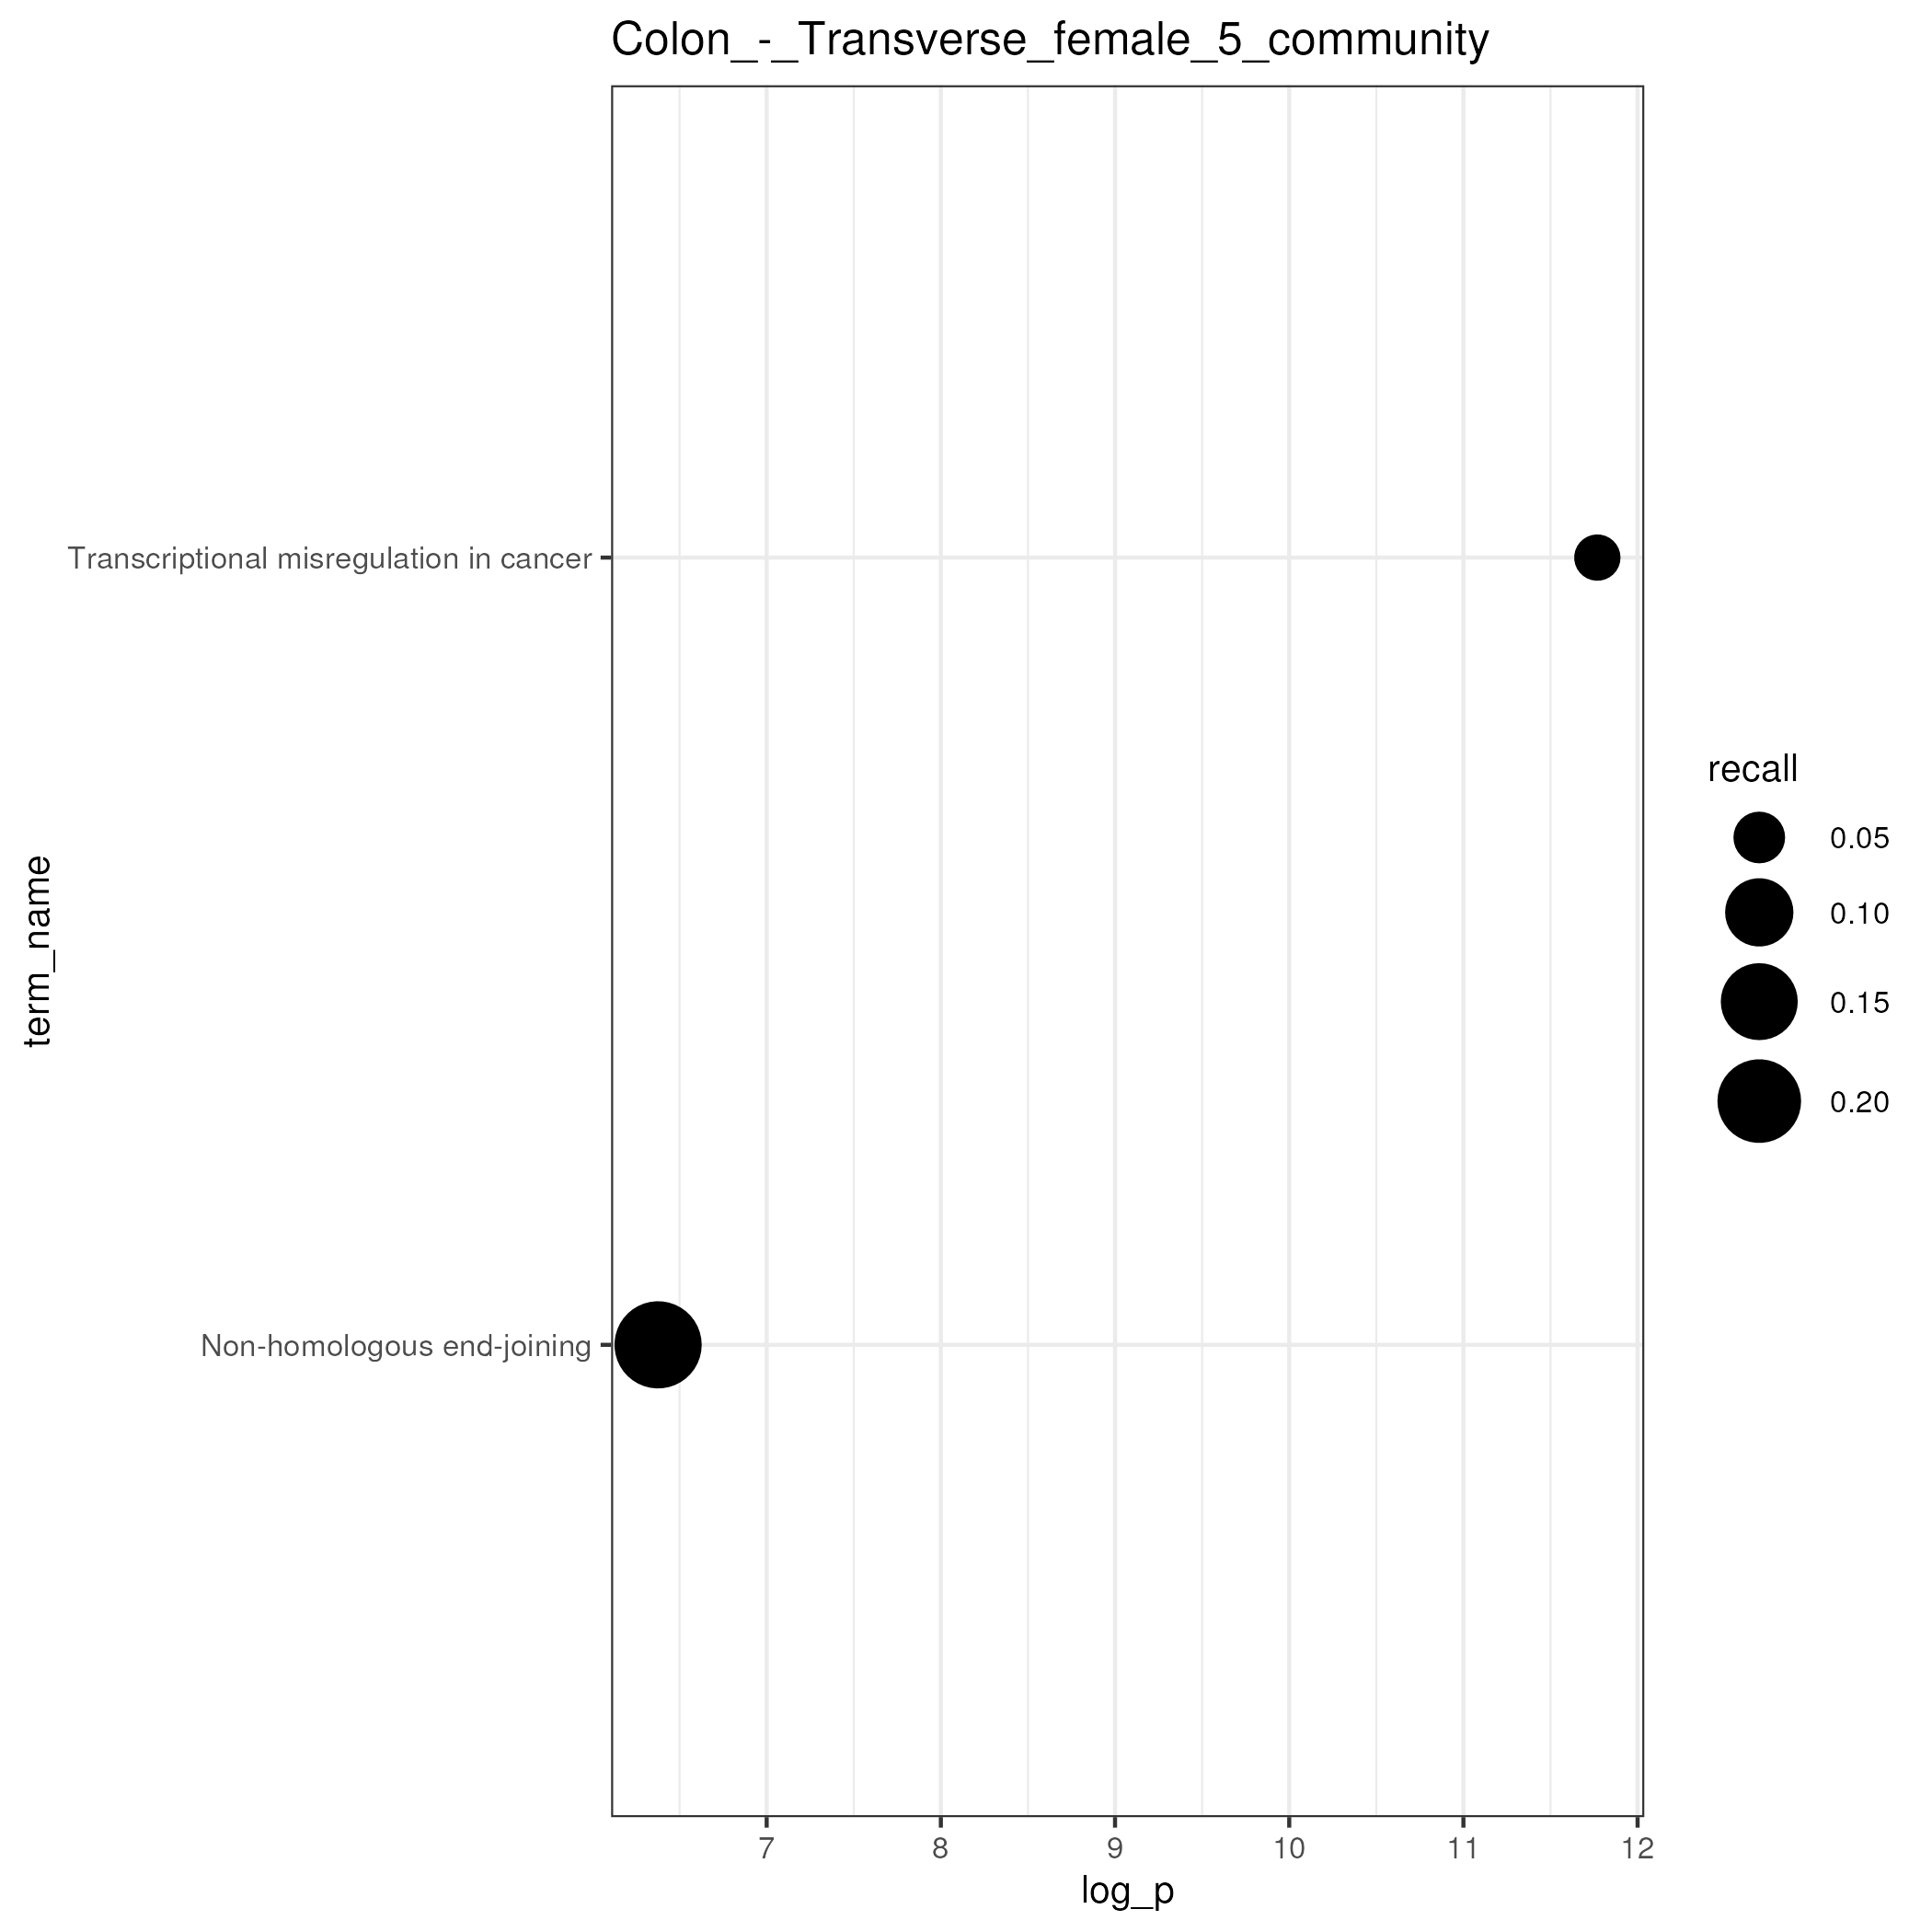 Colon_-_Transverse_female_5_community
term_name
Transcriptional misregulation in cancer
Non-homologous end-joining
7
8
9
10
11
12
log_p
recall
0.05
0.10
0.15
0.20